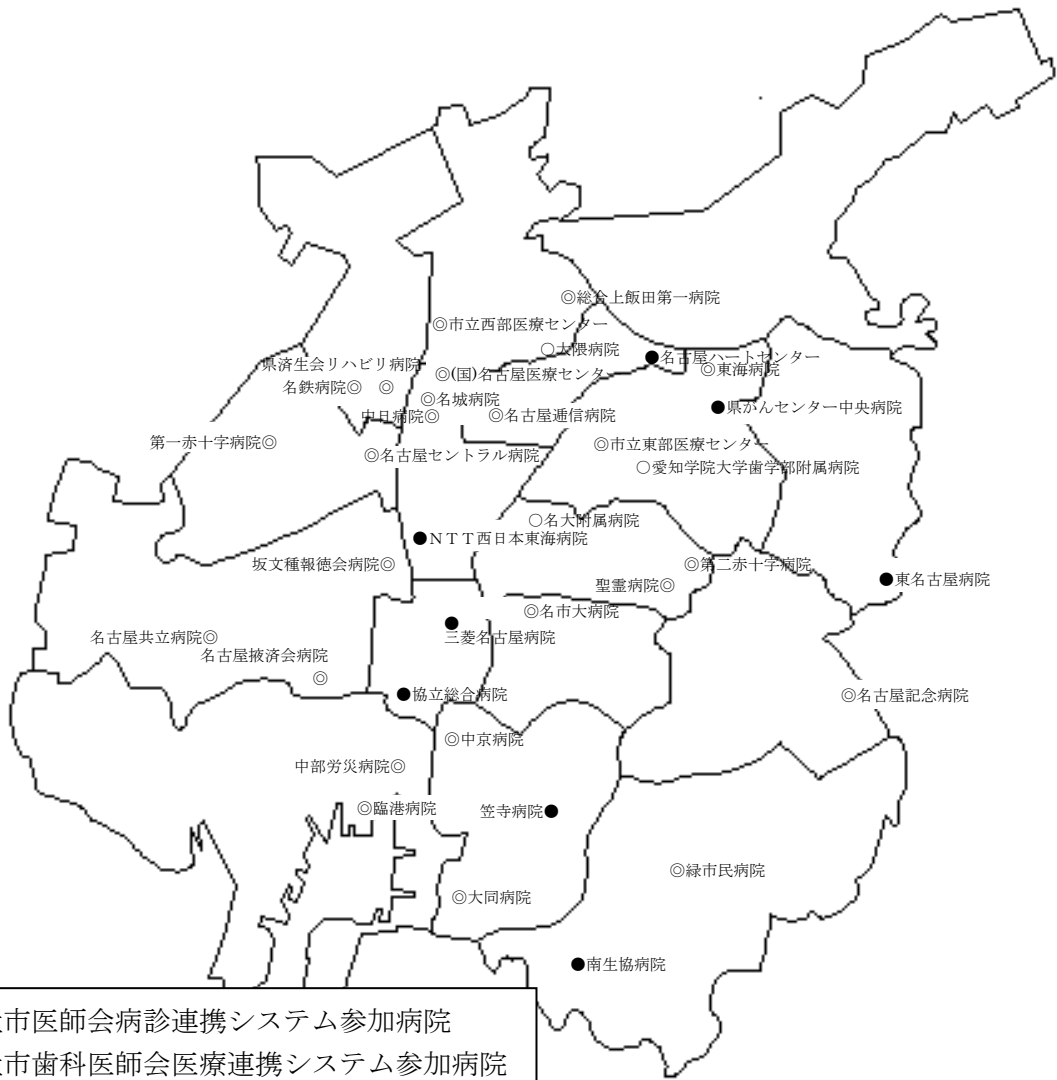 ◎総合上飯田第一病院
◎市立西部医療センター
○大隈病院
●名古屋ハートセンター
県済生会リハビリ病院
◎
◎(国)名古屋医療センター
◎東海病院
名鉄病院◎
◎名城病院
●県がんセンター中央病院
中日病院◎
◎名古屋逓信病院
第一赤十字病院◎
◎市立東部医療センター
◎名古屋セントラル病院
○愛知学院大学歯学部附属病院
○名大附属病院
●NTT西日本東海病院
坂文種報徳会病院◎
◎第二赤十字病院
聖霊病院◎
●東名古屋病院
◎名市大病院
名古屋共立病院◎
●
三菱名古屋病院
名古屋掖済会病院
◎
●協立総合病院
◎名古屋記念病院
◎中京病院
中部労災病院◎
◎臨港病院
笠寺病院●
◎緑市民病院
◎大同病院
●南生協病院
市医師会病診連携システム参加病院
市歯科医師会医療連携システム参加病院